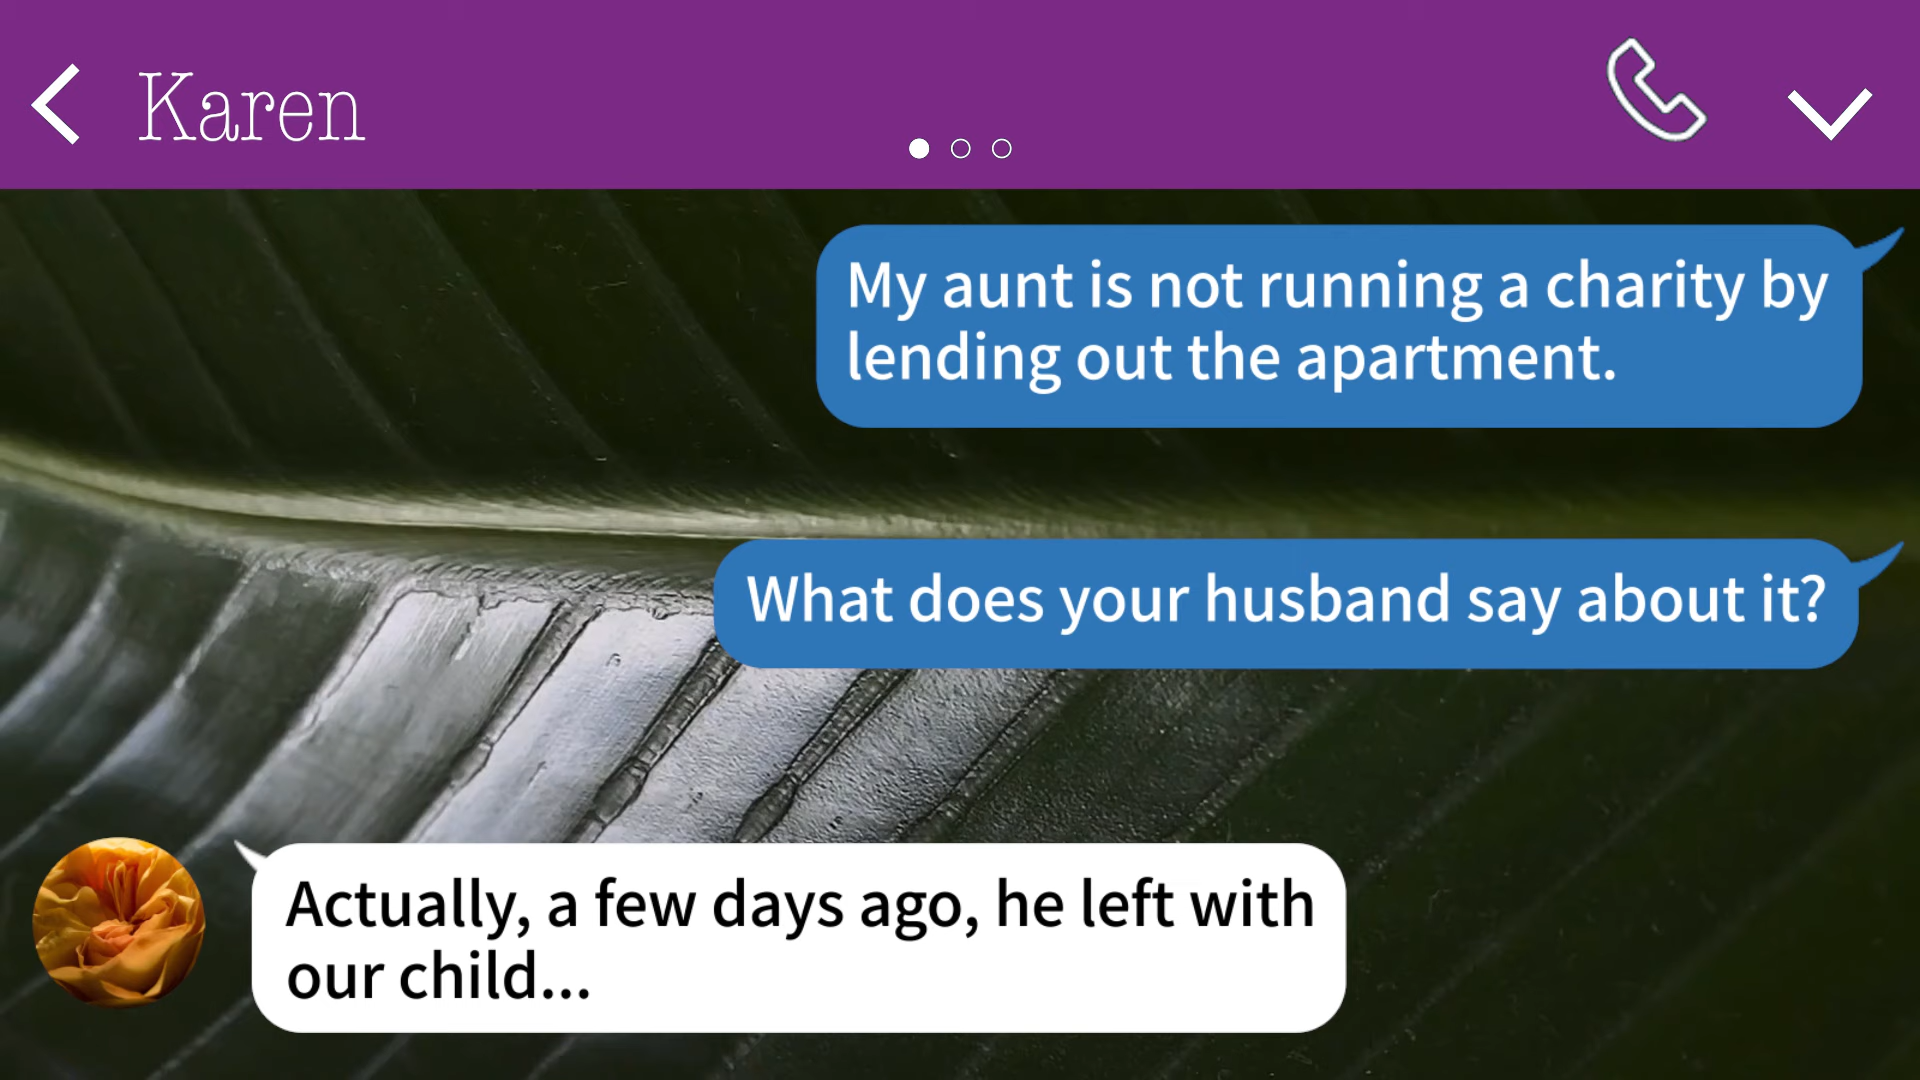 Karen
My aunt is not running a charity by
lending out the apartment.
What does your husband say about it?
Actually, a few days ago, he left with
our child...